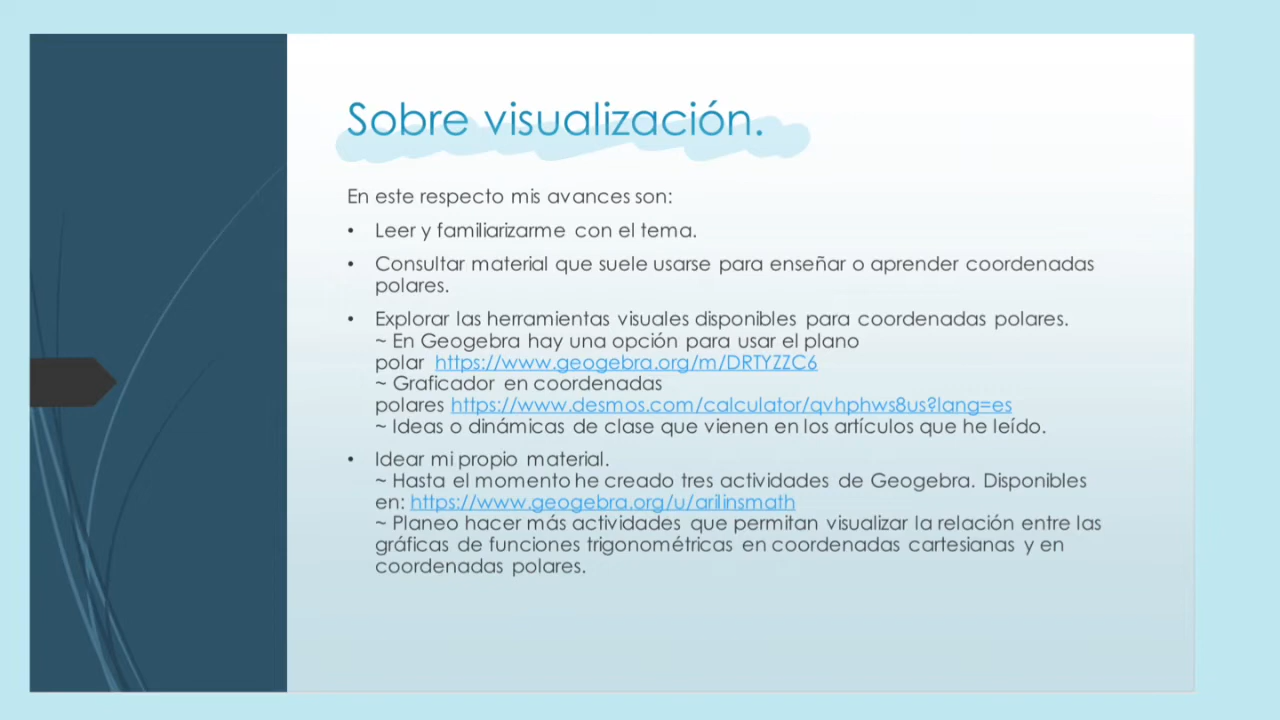 Sobre visualización.
En este respecto mis avances son:
• Leer y familiarizarme con el tema.
• Consultar material que suele usarse para enseñar o aprender coordenadas
polares.
• Explorar las herramientas visuales disponibles para coordenadas polares.
~ En Geogebra hay una opción para usar el plano
polar https://www.geogebra.org/m/DRTYZZC6
~ Graficador en coordenadas
polares https://www.desmos.com/calculator/qvhphws8us?lang=es
~ Ideas o dinámicas de clase que vienen en los artículos que he leído.
• Idear mi propio material.
~ Hasta el momento he creado tres actividades de Geogebra. Disponibles
en: https://www.geogebra.org/u/arilinsmath
~ Planeo hacer más actividades que permitan visualizar la relación entre las
gráficas de funciones trigonométricas en coordenadas cartesianas y en
coordenadas polares.